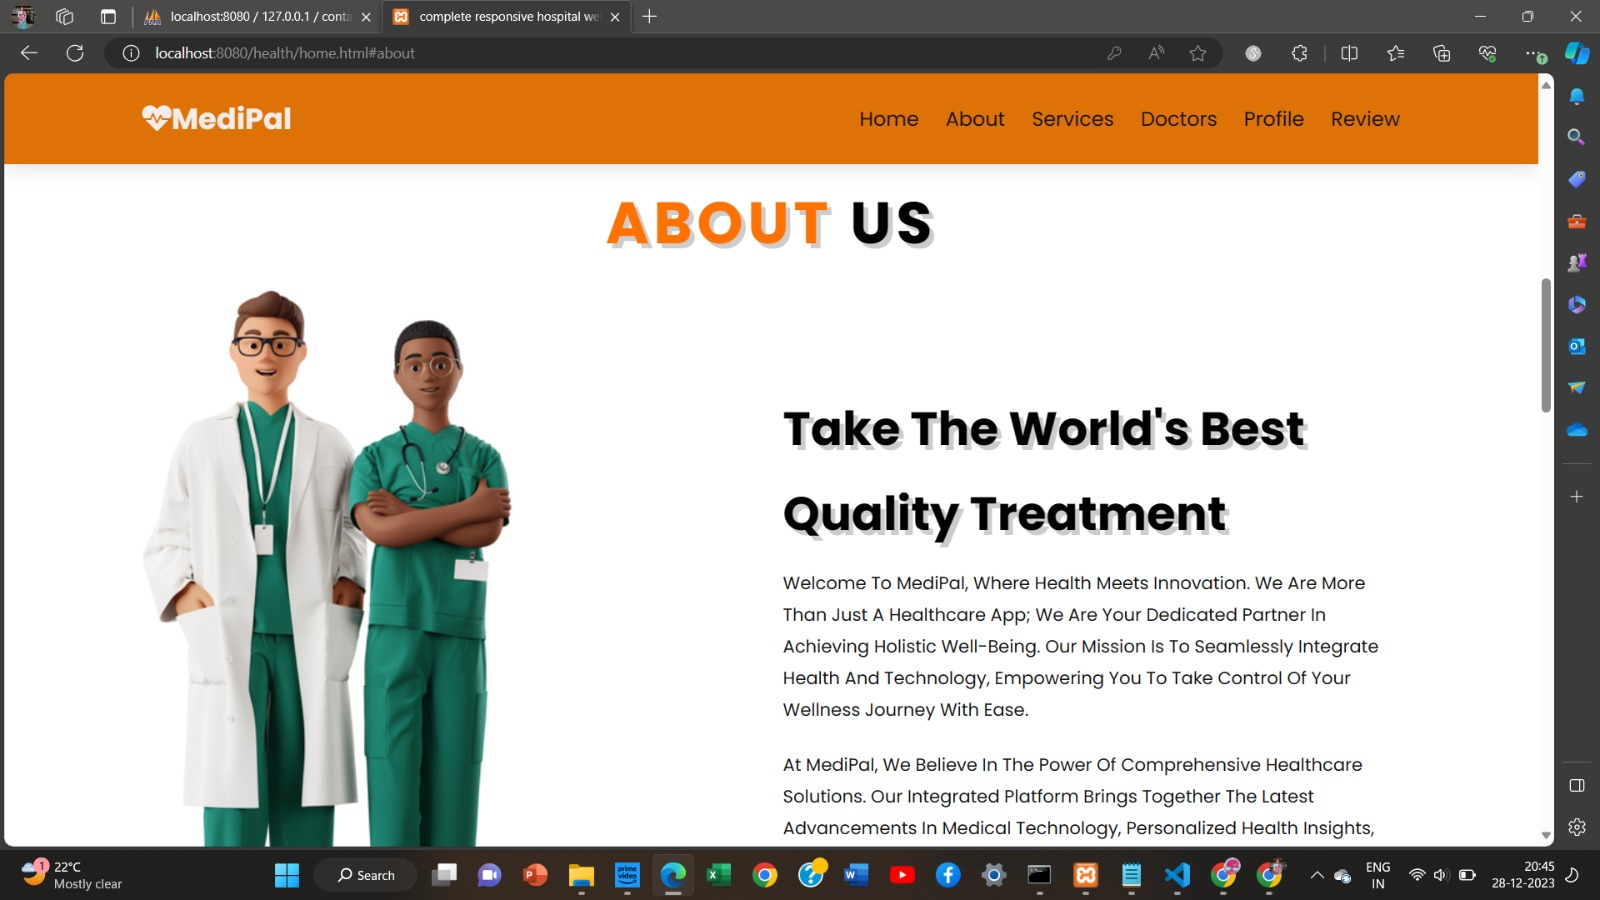 localhost:8080 / 127.0.0.1 / conta
complete responsive hospital we
localhost:8080/health/home.html#about
MediPal
Home About Services Doctors Profile Review
ABOUT US
Take The World's Best
Quality Treatment
Welcome To MediPal, Where Health Meets Innovation. We Are More
Than Just A Healthcare App; We Are Your Dedicated Partner In
Achieving Holistic Well-Being. Our Mission Is To Seamlessly Integrate
Health And Technology, Empowering You To Take Control Of Your
Wellness Journey With Ease.
At MediPal, We Believe In The Power Of Comprehensive Healthcare
Solutions. Our Integrated Platform Brings Together The Latest
Advancements In Medical Technology, Personalized Health Insights,
1
22°C
Mostly clear
Search
prime video
ENG
IN
20:45
28-12-2023